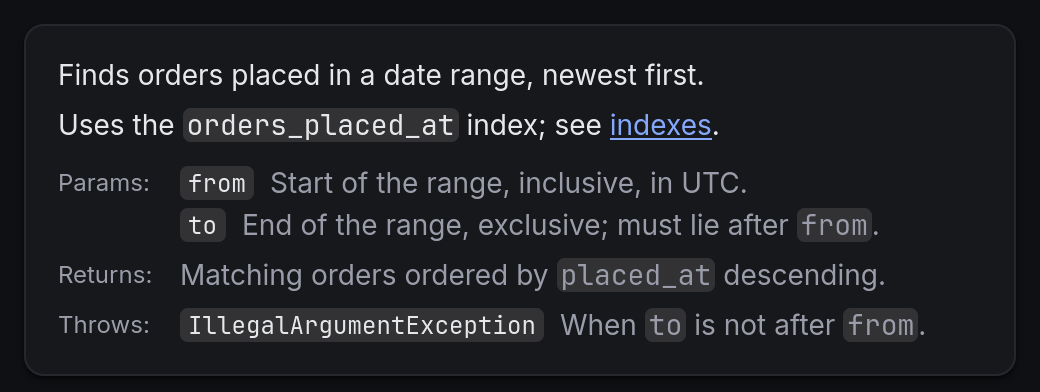 Finds orders placed in a date range, newest first.
Uses the orders_placed_at index; see indexes.
Params: from Start of the range, inclusive, in UTC.
to End of the range, exclusive; must lie after from.
Returns: Matching orders ordered by placed_at descending.
Throws: IllegalArgumentException When to is not after from.